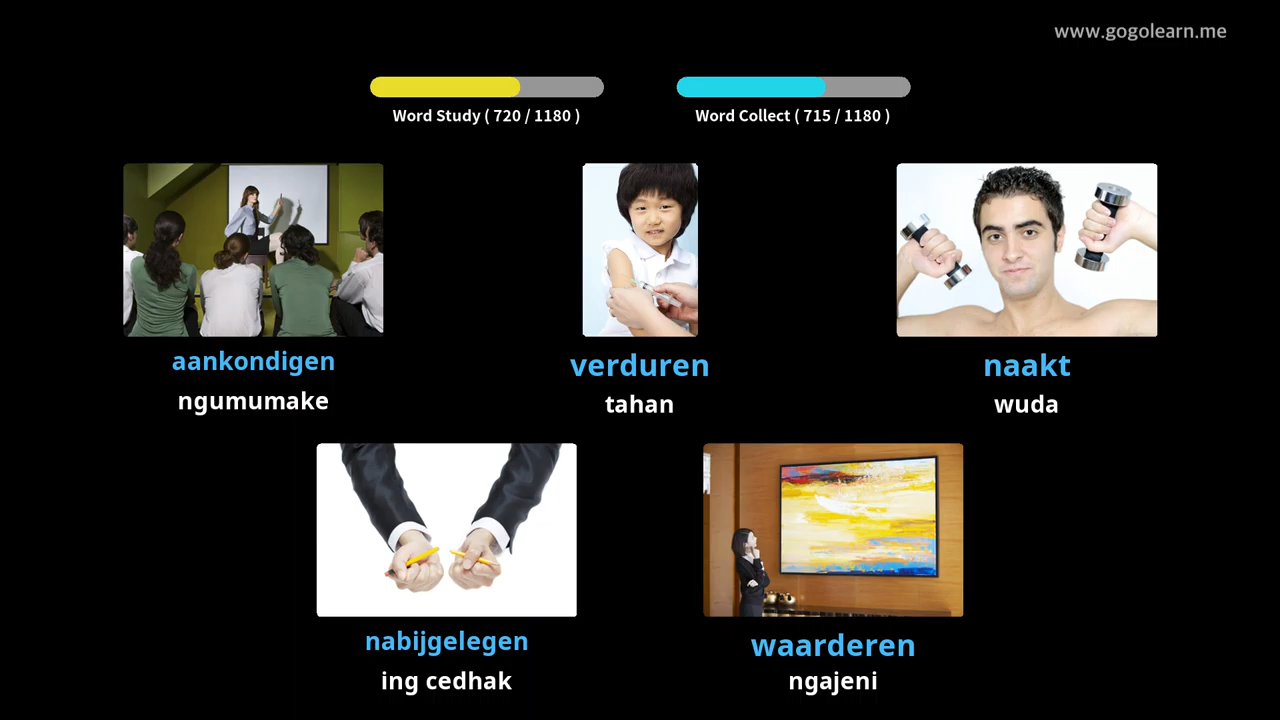 www.gogolearn.me
Word Study ( 720 / 1180 )
Word Collect ( 715 / 1180 )
aankondigen
ngumumake
verduren
tahan
naakt
wuda
nabijgelegen
ing cedhak
waarderen
ngajeni